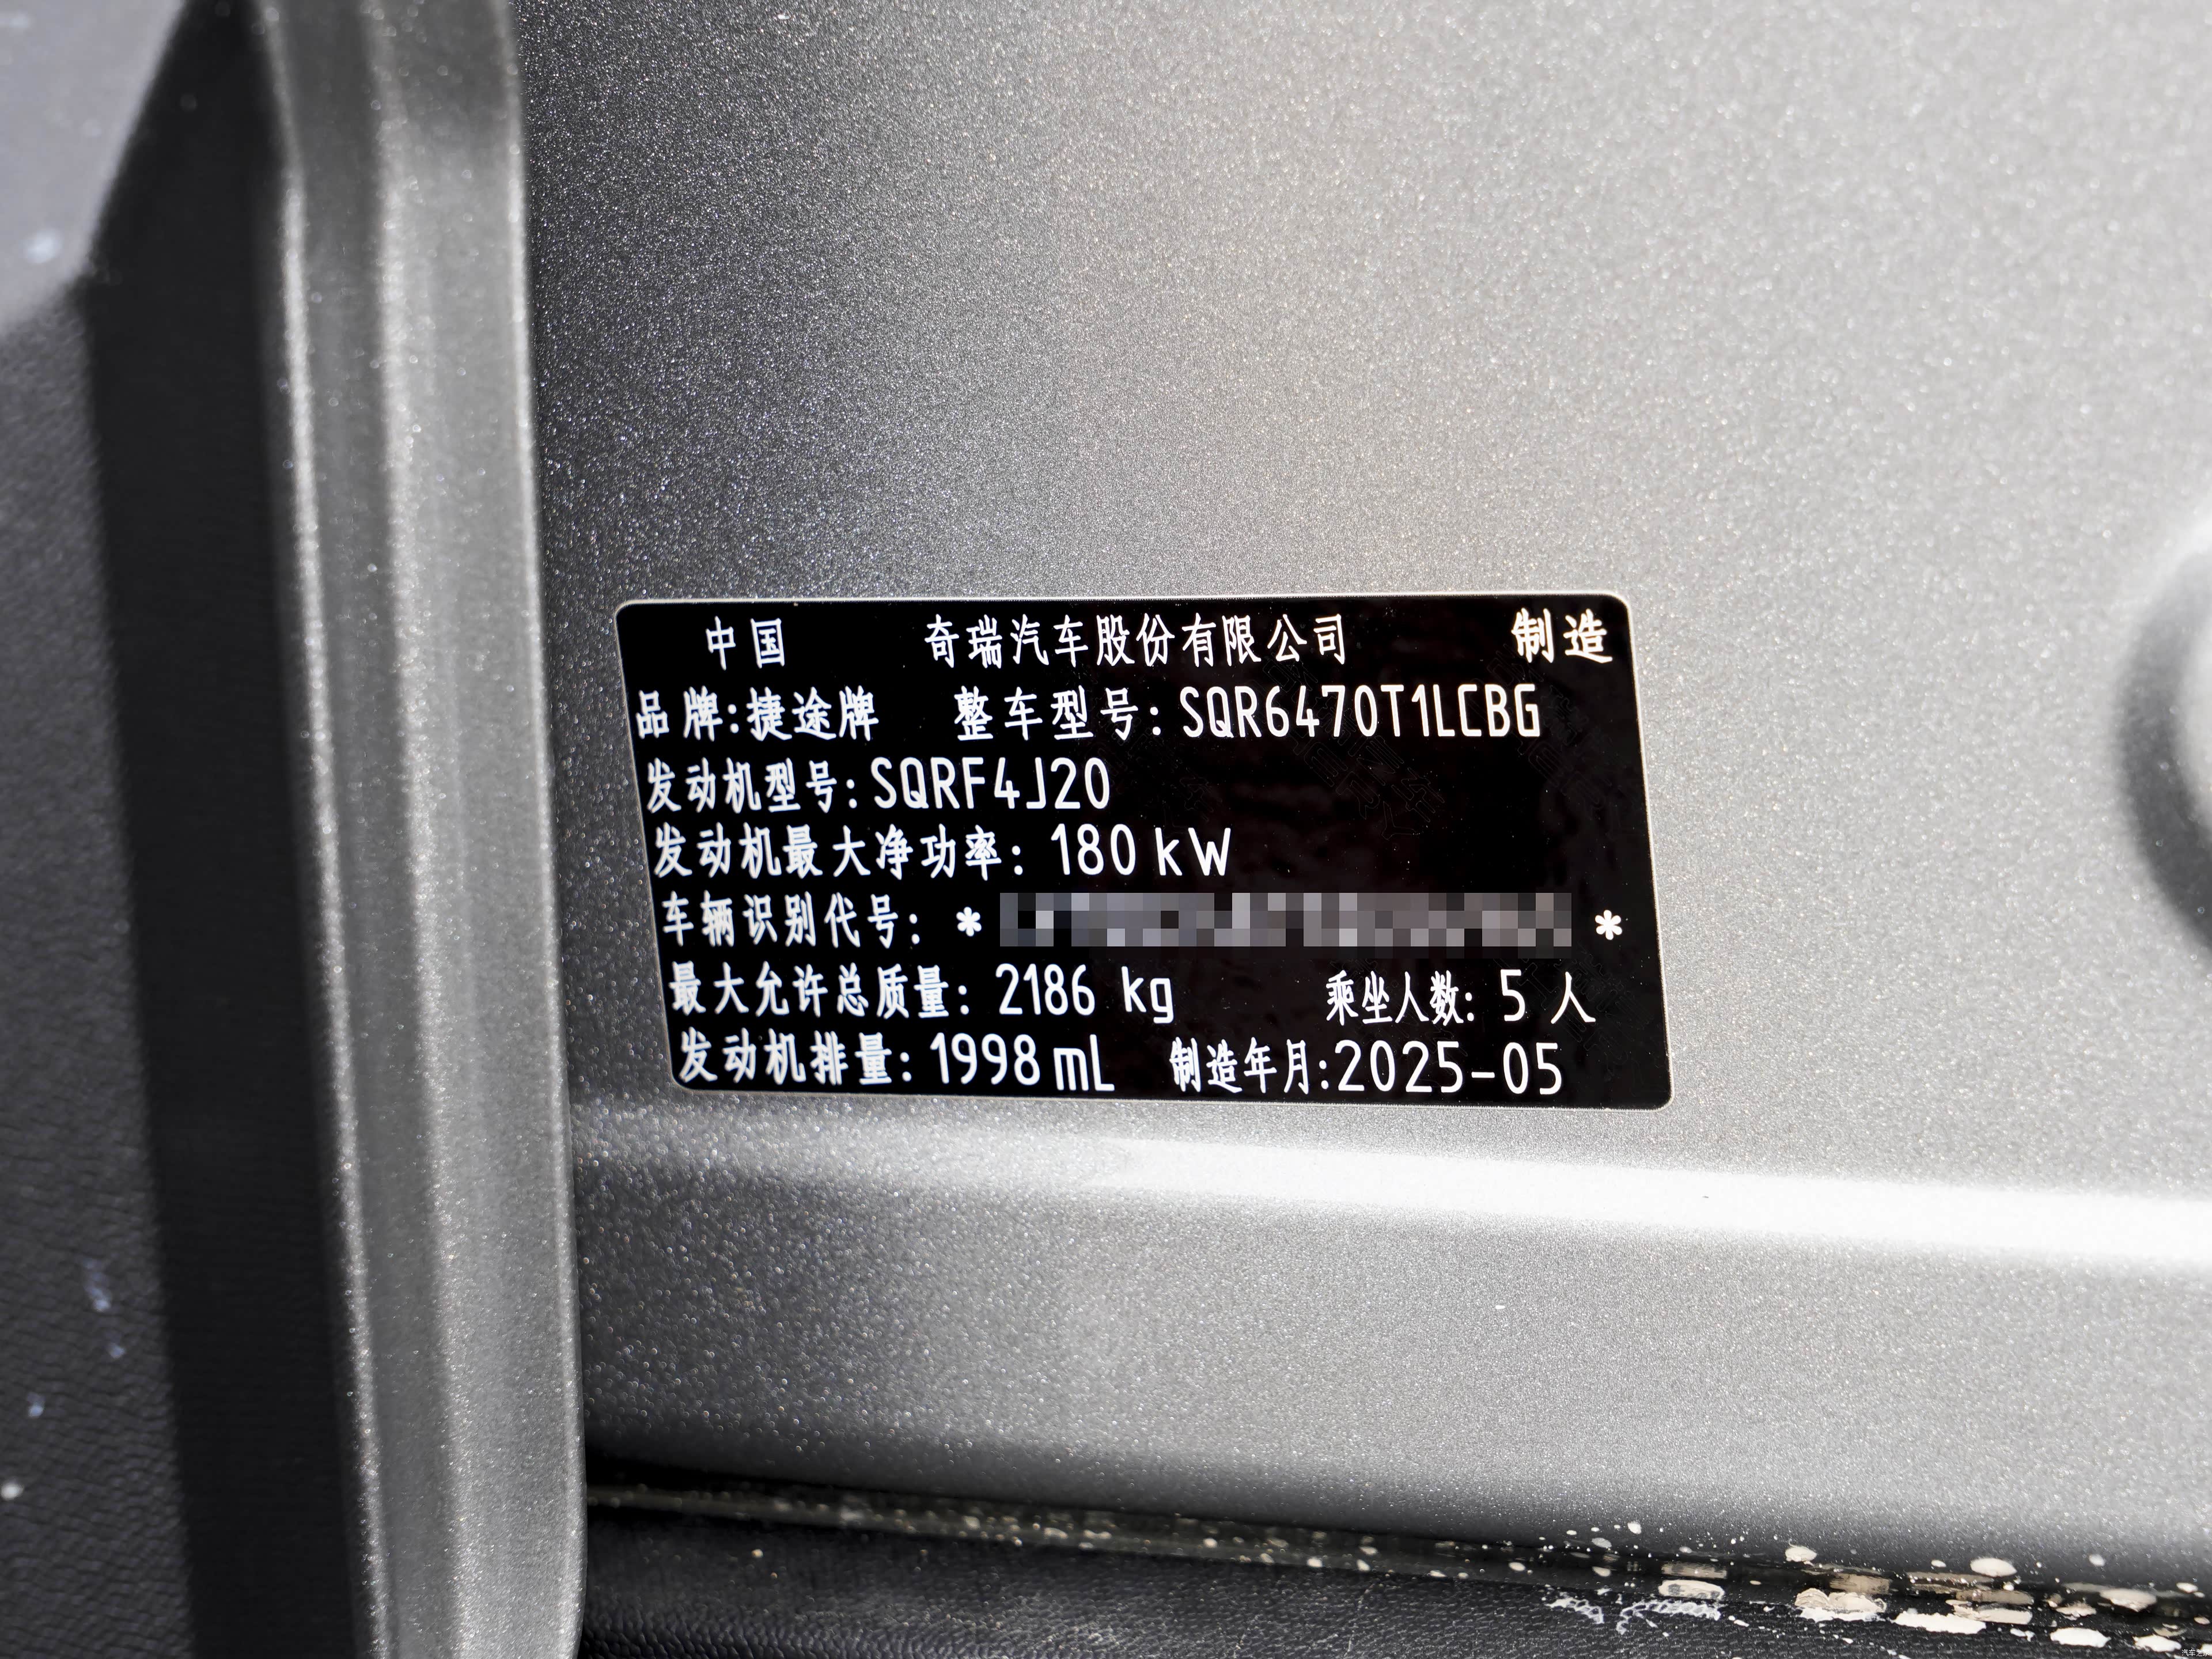 中国 奇瑞汽车股份有限公司 制造
品牌:捷途牌 整车型号:SQR6470T1LCBG
发动机型号:SQRF4J20
发动机最大净功率: 180 kW
车辆识别代号: * *
最大允许总质量: 2186 kg 乘坐人数: 5 人
发动机排量: 1998 mL 制造年月:2025-05